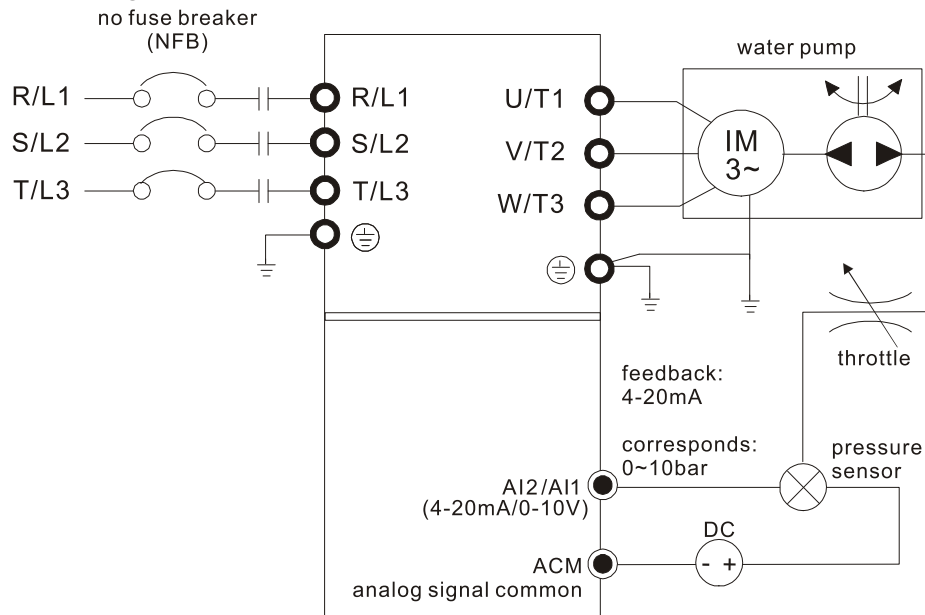 no fuse breaker
(NFB)
water pump
R/L1
R/L1
U/T1
S/L2
S/L2
V/T2
IM
3~
T/L3
T/L3
W/T3
throttle
feedback:
4-20mA
corresponds:
0~10bar
pressure
sensor
AI2/AI1
(4-20mA/0-10V)
DC
- +
ACM
analog signal common